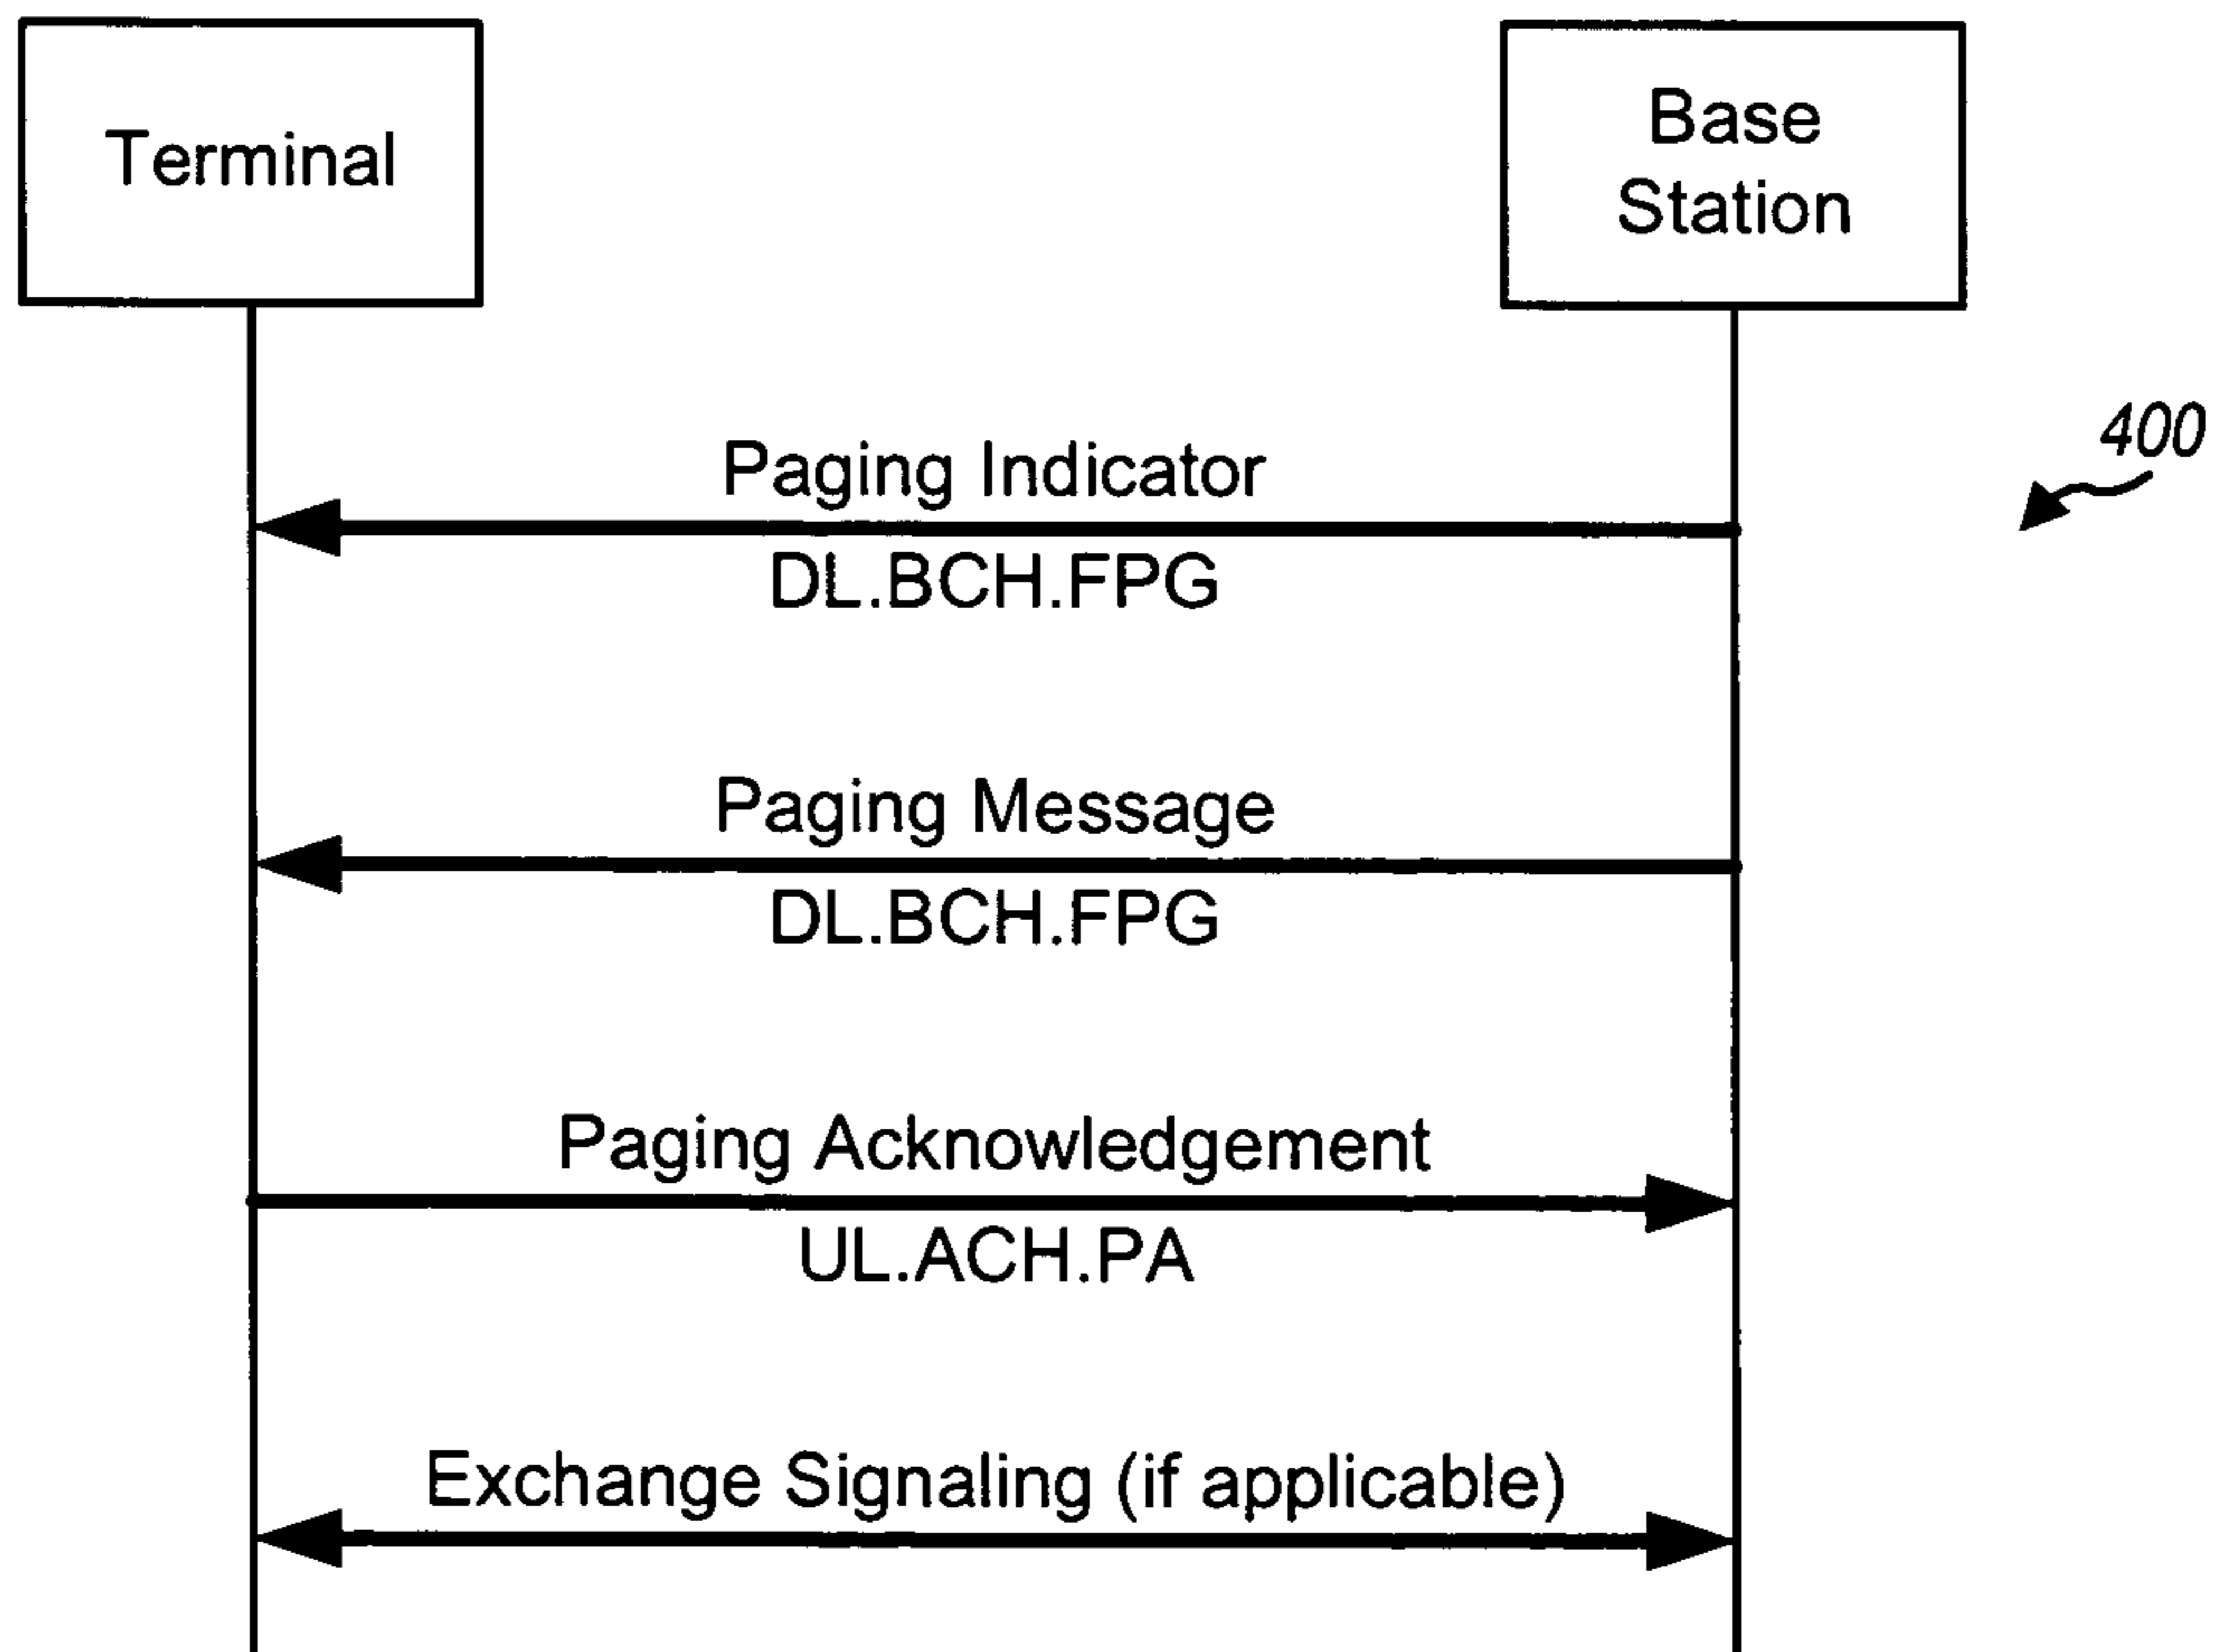 Terminal
Base
Station
400
Paging Indicator
DL.BCH.FPG
Paging Message
DL.BCH.FPG
Paging Acknowledgement
UL.ACH.PA
Exchange Signaling (if applicable)